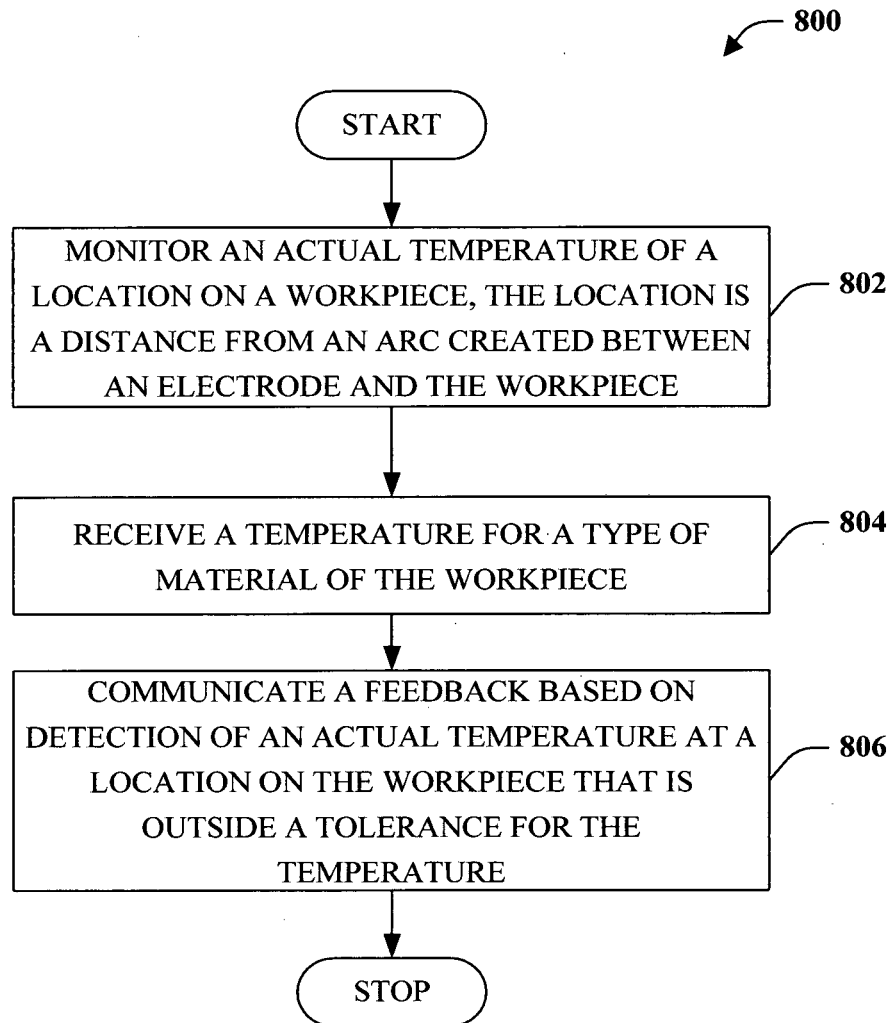 800
START
MONITOR AN ACTUAL TEMPERATURE OF A
LOCATION ON A WORKPIECE, THE LOCATION IS
A DISTANCE FROM AN ARC CREATED BETWEEN
AN ELECTRODE AND THE WORKPIECE
802
RECEIVE A TEMPERATURE FOR A TYPE OF
MATERIAL OF THE WORKPIECE
804
COMMUNICATE A FEEDBACK BASED ON
DETECTION OF AN ACTUAL TEMPERATURE AT A
LOCATION ON THE WORKPIECE THAT IS
OUTSIDE A TOLERANCE FOR THE
TEMPERATURE
806
STOP